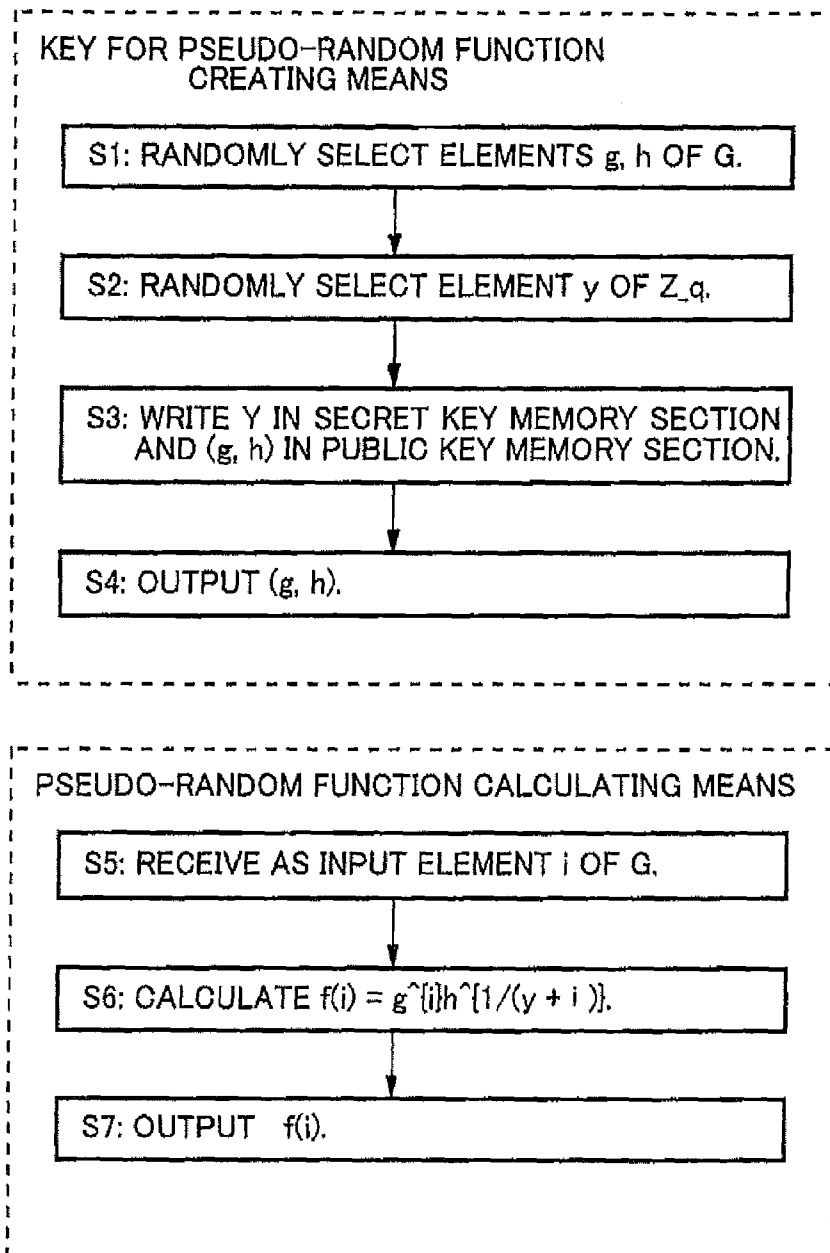 KEY FOR PSEUDO-RANDOM FUNCTION
CREATING MEANS
S1: RANDOMLY SELECT ELEMENTS g, h OF G.
S2: RANDOMLY SELECT ELEMENT y OF Z_q.
S3: WRITE Y IN SECRET KEY MEMORY SECTION
AND (g, h) IN PUBLIC KEY MEMORY SECTION.
S4: OUTPUT (g, h).
PSEUDO-RANDOM FUNCTION CALCULATING MEANS
S5: RECEIVE AS INPUT ELEMENT i OF G.
S6: CALCULATE f(i) = g^{i}h^{1/(y + i )}.
S7: OUTPUT f(i).